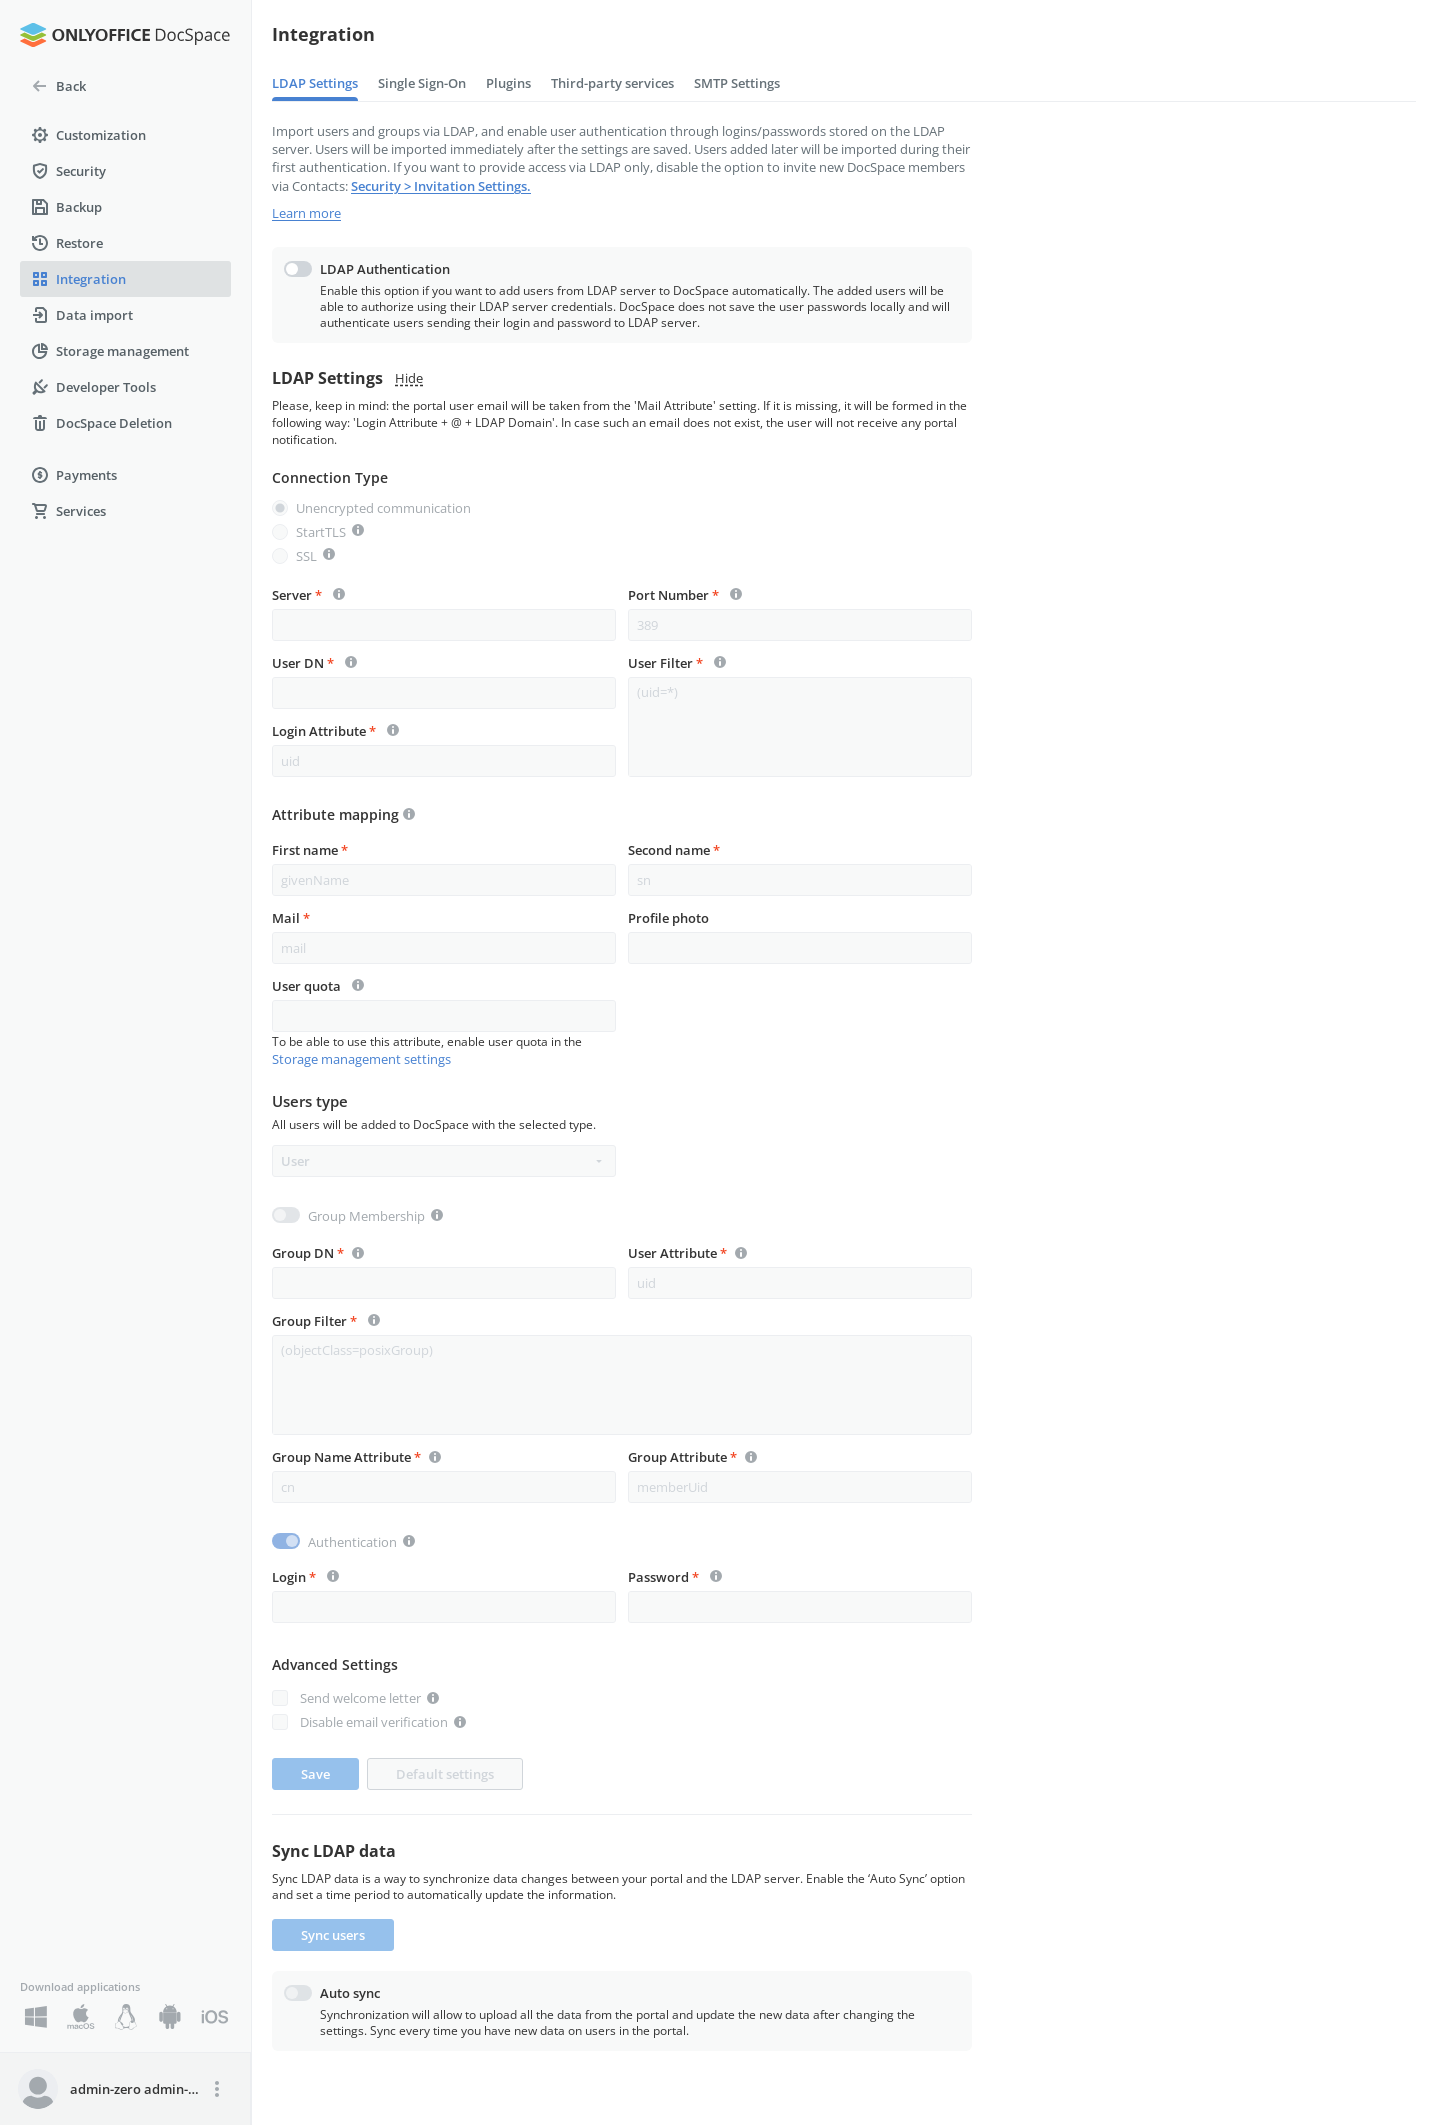 ONLYOFFICE DocSpace
Back
Customization
Security
Backup
Restore
Integration
Data import
Storage management
Developer Tools
DocSpace Deletion
Payments
Services
Download applications
macOS
iOS
admin-zero admin-...
Integration
LDAP Settings Single Sign-On Plugins Third-party services SMTP Settings
Import users and groups via LDAP, and enable user authentication through logins/passwords stored on the LDAP
server. Users will be imported immediately after the settings are saved. Users added later will be imported during their
first authentication. If you want to provide access via LDAP only, disable the option to invite new DocSpace members
via Contacts: Security > Invitation Settings.
Learn more
LDAP Authentication
Enable this option if you want to add users from LDAP server to DocSpace automatically. The added users will be
able to authorize using their LDAP server credentials. DocSpace does not save the user passwords locally and will
authenticate users sending their login and password to LDAP server.
LDAP Settings Hide
Please, keep in mind: the portal user email will be taken from the 'Mail Attribute' setting. If it is missing, it will be formed in the
following way: 'Login Attribute + @ + LDAP Domain'. In case such an email does not exist, the user will not receive any portal
notification.
Connection Type
Unencrypted communication
StartTLS
SSL
Server * Port Number *
389
User DN * User Filter *
(uid=*)
Login Attribute *
uid
Attribute mapping
First name * Second name *
givenName sn
Mail * Profile photo
mail
User quota
To be able to use this attribute, enable user quota in the
Storage management settings
Users type
All users will be added to DocSpace with the selected type.
User
Group Membership
Group DN * User Attribute *
uid
Group Filter *
(objectClass=posixGroup)
Group Name Attribute * Group Attribute *
cn memberUid
Authentication
Login * Password *
Advanced Settings
Send welcome letter
Disable email verification
Save Default settings
Sync LDAP data
Sync LDAP data is a way to synchronize data changes between your portal and the LDAP server. Enable the ‘Auto Sync’ option
and set a time period to automatically update the information.
Sync users
Auto sync
Synchronization will allow to upload all the data from the portal and update the new data after changing the
settings. Sync every time you have new data on users in the portal.